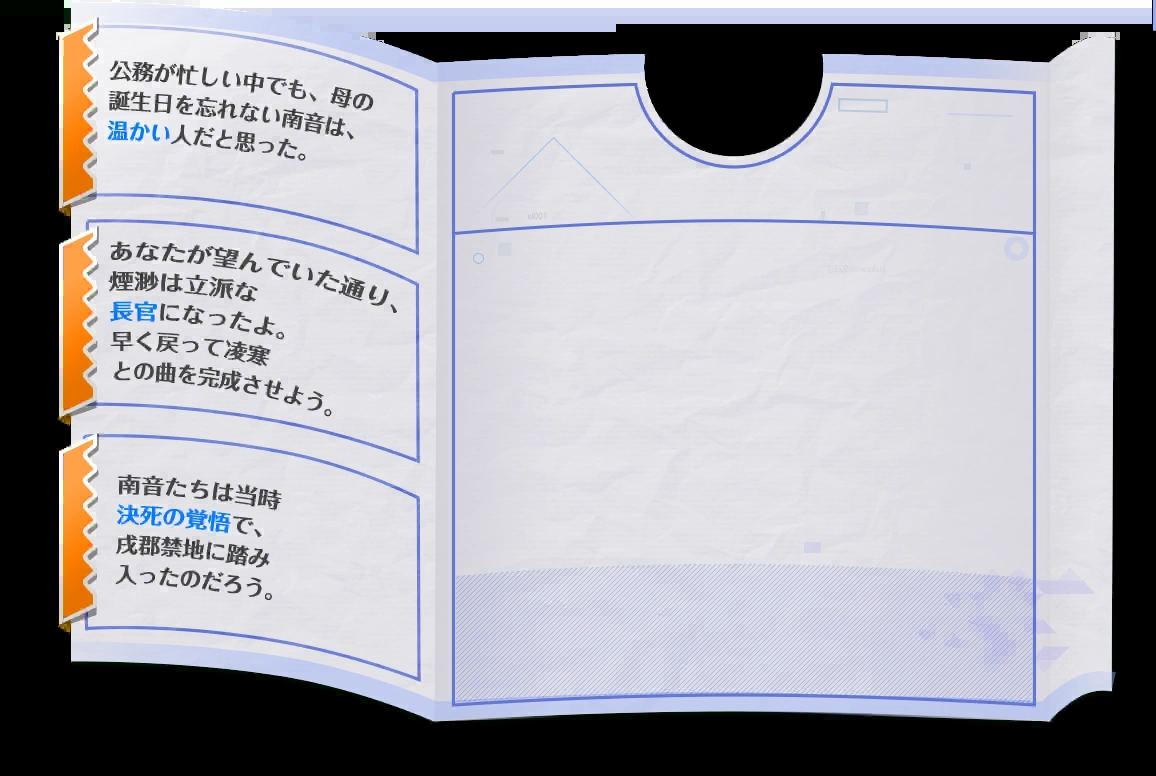 公務が忙しい中でも、母の
誕生日を忘れない南音は、
温かい人だと思った。
あなたが望んでいた通り、
煙渺は立派な
長官になったよ。
早く戻って凌寒
との曲を完成させよう。
南音たちは当時
決死の覚悟で、
戌郡禁地に踏み
入ったのだろう。